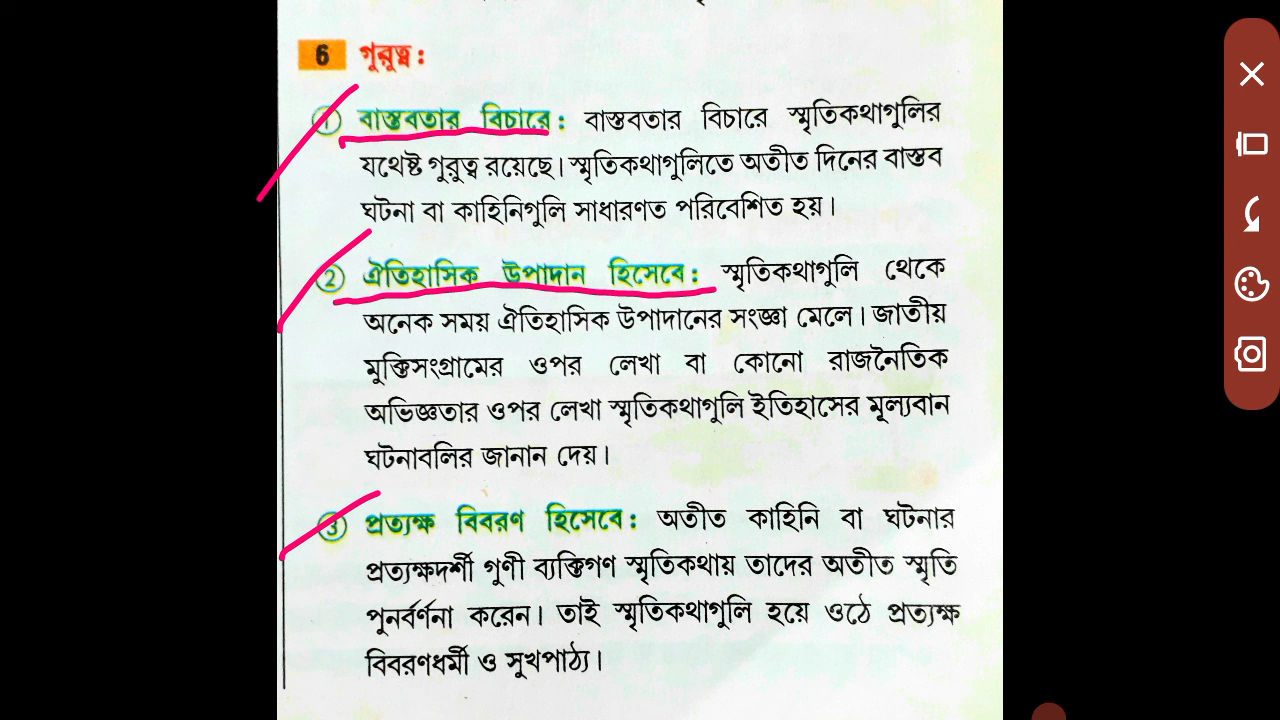 6 গুরুত্ব :
① বাস্তবতার বিচারে : বাস্তবতার বিচারে স্মৃতিকথাগুলির
যথেষ্ট গুরুত্ব রয়েছে। স্মৃতিকথাগুলিতে অতীত দিনের বাস্তব
ঘটনা বা কাহিনিগুলি সাধারণত পরিবেশিত হয়।
② ঐতিহাসিক উপাদান হিসেবে : স্মৃতিকথাগুলি থেকে
অনেক সময় ঐতিহাসিক উপাদানের সংজ্ঞা মেলে। জাতীয়
মুক্তিসংগ্রামের ওপর লেখা বা কোনো রাজনৈতিক
অভিজ্ঞতার ওপর লেখা স্মৃতিকথাগুলি ইতিহাসের মূল্যবান
ঘটনাবলির জানান দেয়।
③ প্রত্যক্ষ বিবরণ হিসেবে : অতীত কাহিনি বা ঘটনার
প্রত্যক্ষদর্শী গুণী ব্যক্তিগণ স্মৃতিকথায় তাদের অতীত স্মৃতি
পুনর্বর্ণনা করেন। তাই স্মৃতিকথাগুলি হয়ে ওঠে প্রত্যক্ষ
বিবরণধর্মী ও সুখপাঠ্য।